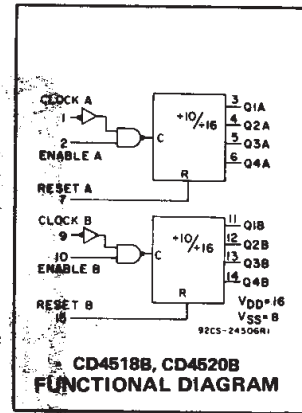 CLOCK A
1
2
ENABLE A
RESET A
7
÷10/÷16
C
R
3 Q1A
4 Q2A
5 Q3A
6 Q4A
CLOCK B
9
10
ENABLE B
RESET B
15
÷10/÷16
C
R
11 Q1B
12 Q2B
13 Q3B
14 Q4B
VDD=16
VSS=8
92CS-24506R1
CD4518B, CD4520B
FUNCTIONAL DIAGRAM